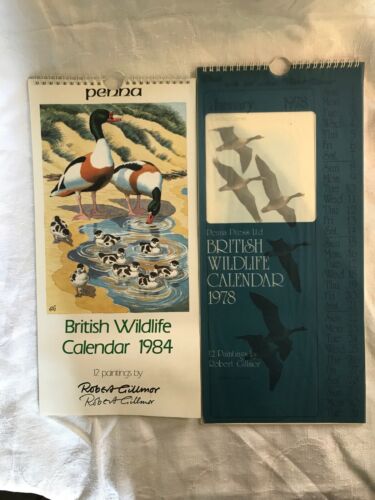 penna
British Wildlife
Calendar 1984
12 paintings by
Robert Gillmor
Robert Gillmor
January 1978
Penna Press Ltd
BRITISH
WILDLIFE
CALENDAR
1978
12 Paintings by
Robert Gillmor